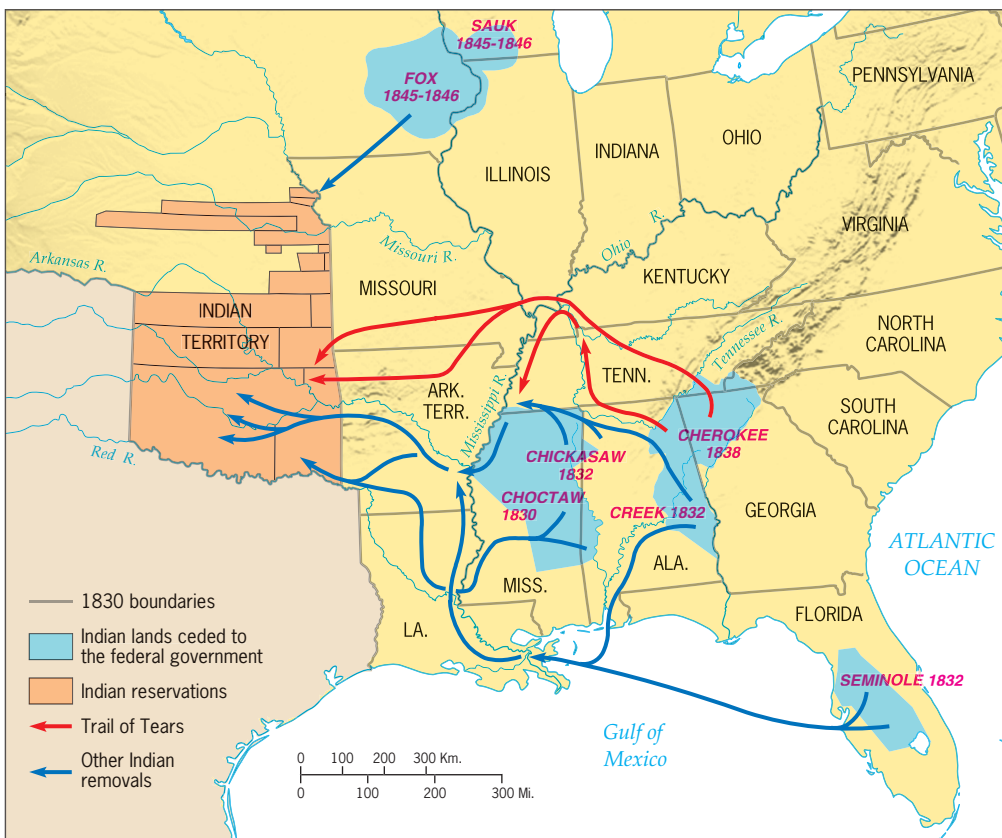 SAUK
1845-1846
FOX
1845-1846
PENNSYLVANIA
OHIO
INDIANA
ILLINOIS
VIRGINIA
Ohio
R.
Missouri R.
Arkansas R.
KENTUCKY
MISSOURI
INDIAN
TERRITORY
NORTH
CAROLINA
Tennessee R.
TENN.
ARK.
TERR.
Mississippi R.
SOUTH
CAROLINA
CHEROKEE
1838
Red R.
CHICKASAW
1832
CHOCTAW
1830
CREEK 1832
GEORGIA
ATLANTIC
OCEAN
ALA.
MISS.
FLORIDA
LA.
SEMINOLE 1832
Gulf of
Mexico
1830 boundaries
Indian lands ceded to
the federal government
Indian reservations
Trail of Tears
Other Indian
removals
0 100 200 300 Km.
0 100 200 300 Mi.